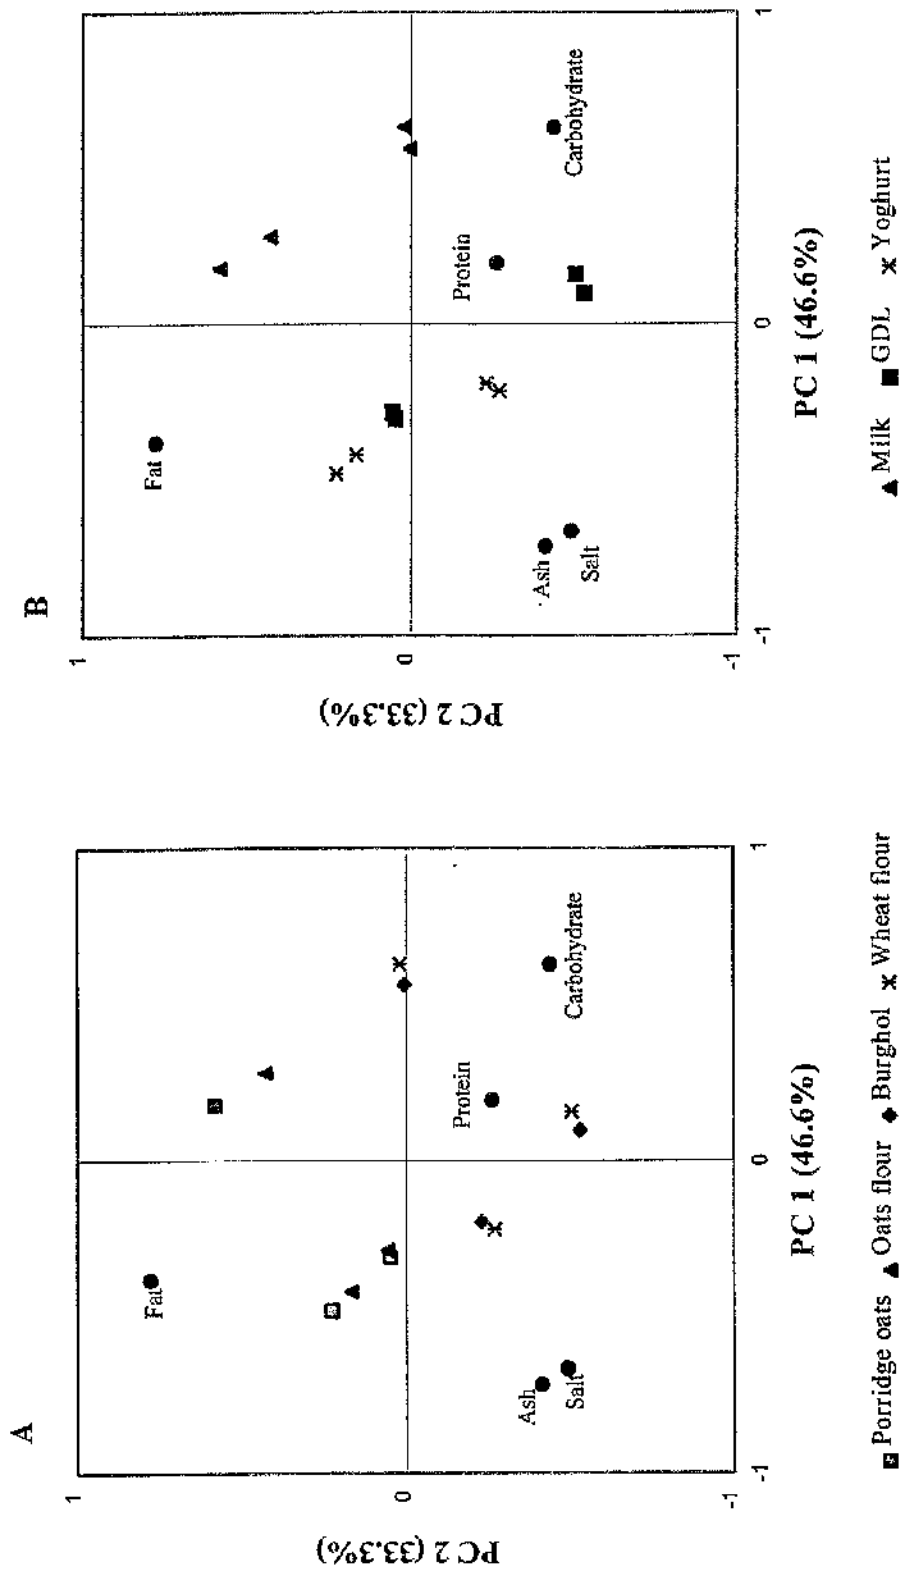 A
1
0
-1
PC 2 (33.3%)
Fat
Protein
Carbohydrate
Ash
Salt
-1
0
1
PC 1 (46.6%)
Porridge oats Oats flour Burghol Wheat flour
B
1
0
-1
PC 2 (33.3%)
Fat
Protein
Carbohydrate
Ash
Salt
-1
0
1
PC 1 (46.6%)
Milk GDL Yoghurt